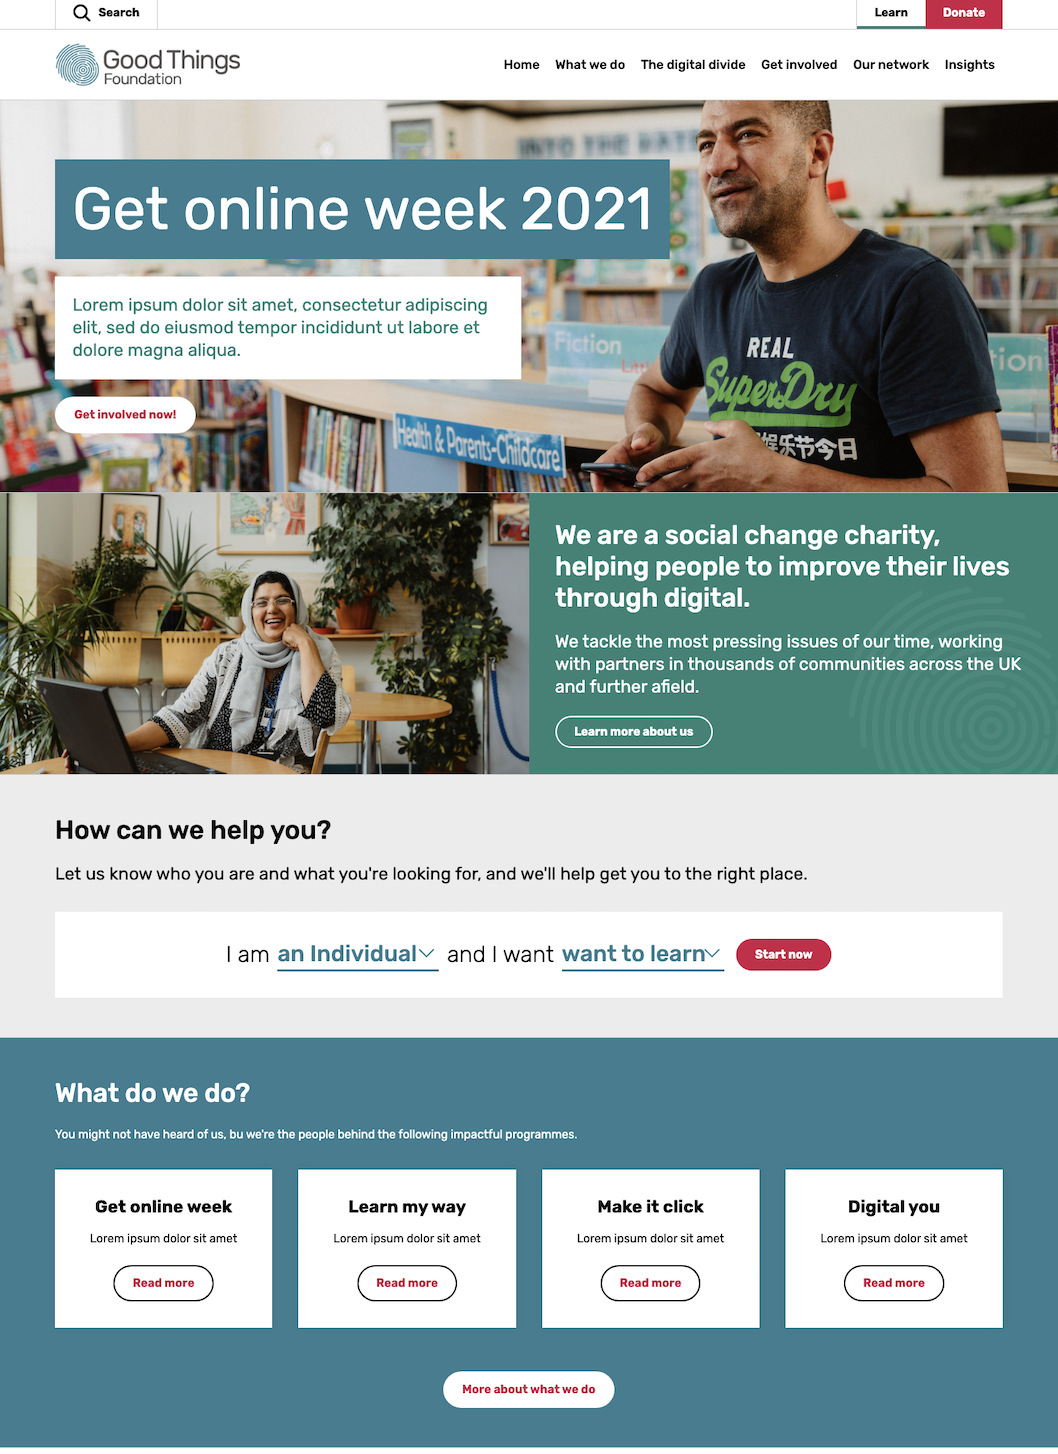 Search
Learn
Donate
Good Things
Foundation
Home
What we do
The digital divide
Get involved
Our network
Insights
INTO THE
Get online week 2021
Lorem ipsum dolor sit amet, consectetur adipiscing
elit, sed do eiusmod tempor incididunt ut labore et
dolore magna aliqua.
Get involved now!
Fiction
REAL
SuperDry
娱乐节今日
Health & Parents-Childcare
We are a social change charity,
helping people to improve their lives
through digital.
We tackle the most pressing issues of our time, working
with partners in thousands of communities across the UK
and further afield.
Learn more about us
How can we help you?
Let us know who you are and what you're looking for, and we'll help get you to the right place.
I am an Individual and I want want to learn
Start now
What do we do?
You might not have heard of us, bu we're the people behind the following impactful programmes.
Get online week
Lorem ipsum dolor sit amet
Read more
Learn my way
Lorem ipsum dolor sit amet
Read more
Make it click
Lorem ipsum dolor sit amet
Read more
Digital you
Lorem ipsum dolor sit amet
Read more
More about what we do